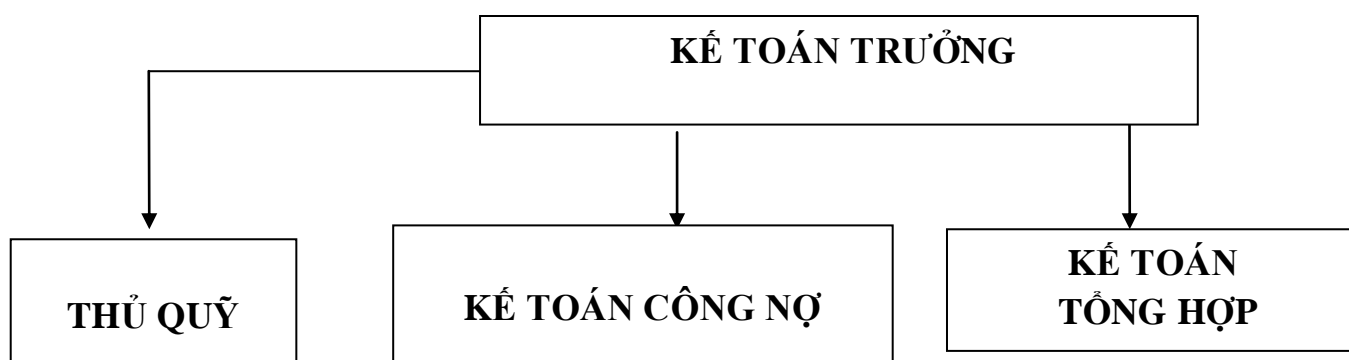 KẾ TOÁN TRƯỞNG
THỦ QUỸ
KẾ TOÁN CÔNG NỢ
KẾ TOÁN
TỔNG HỢP